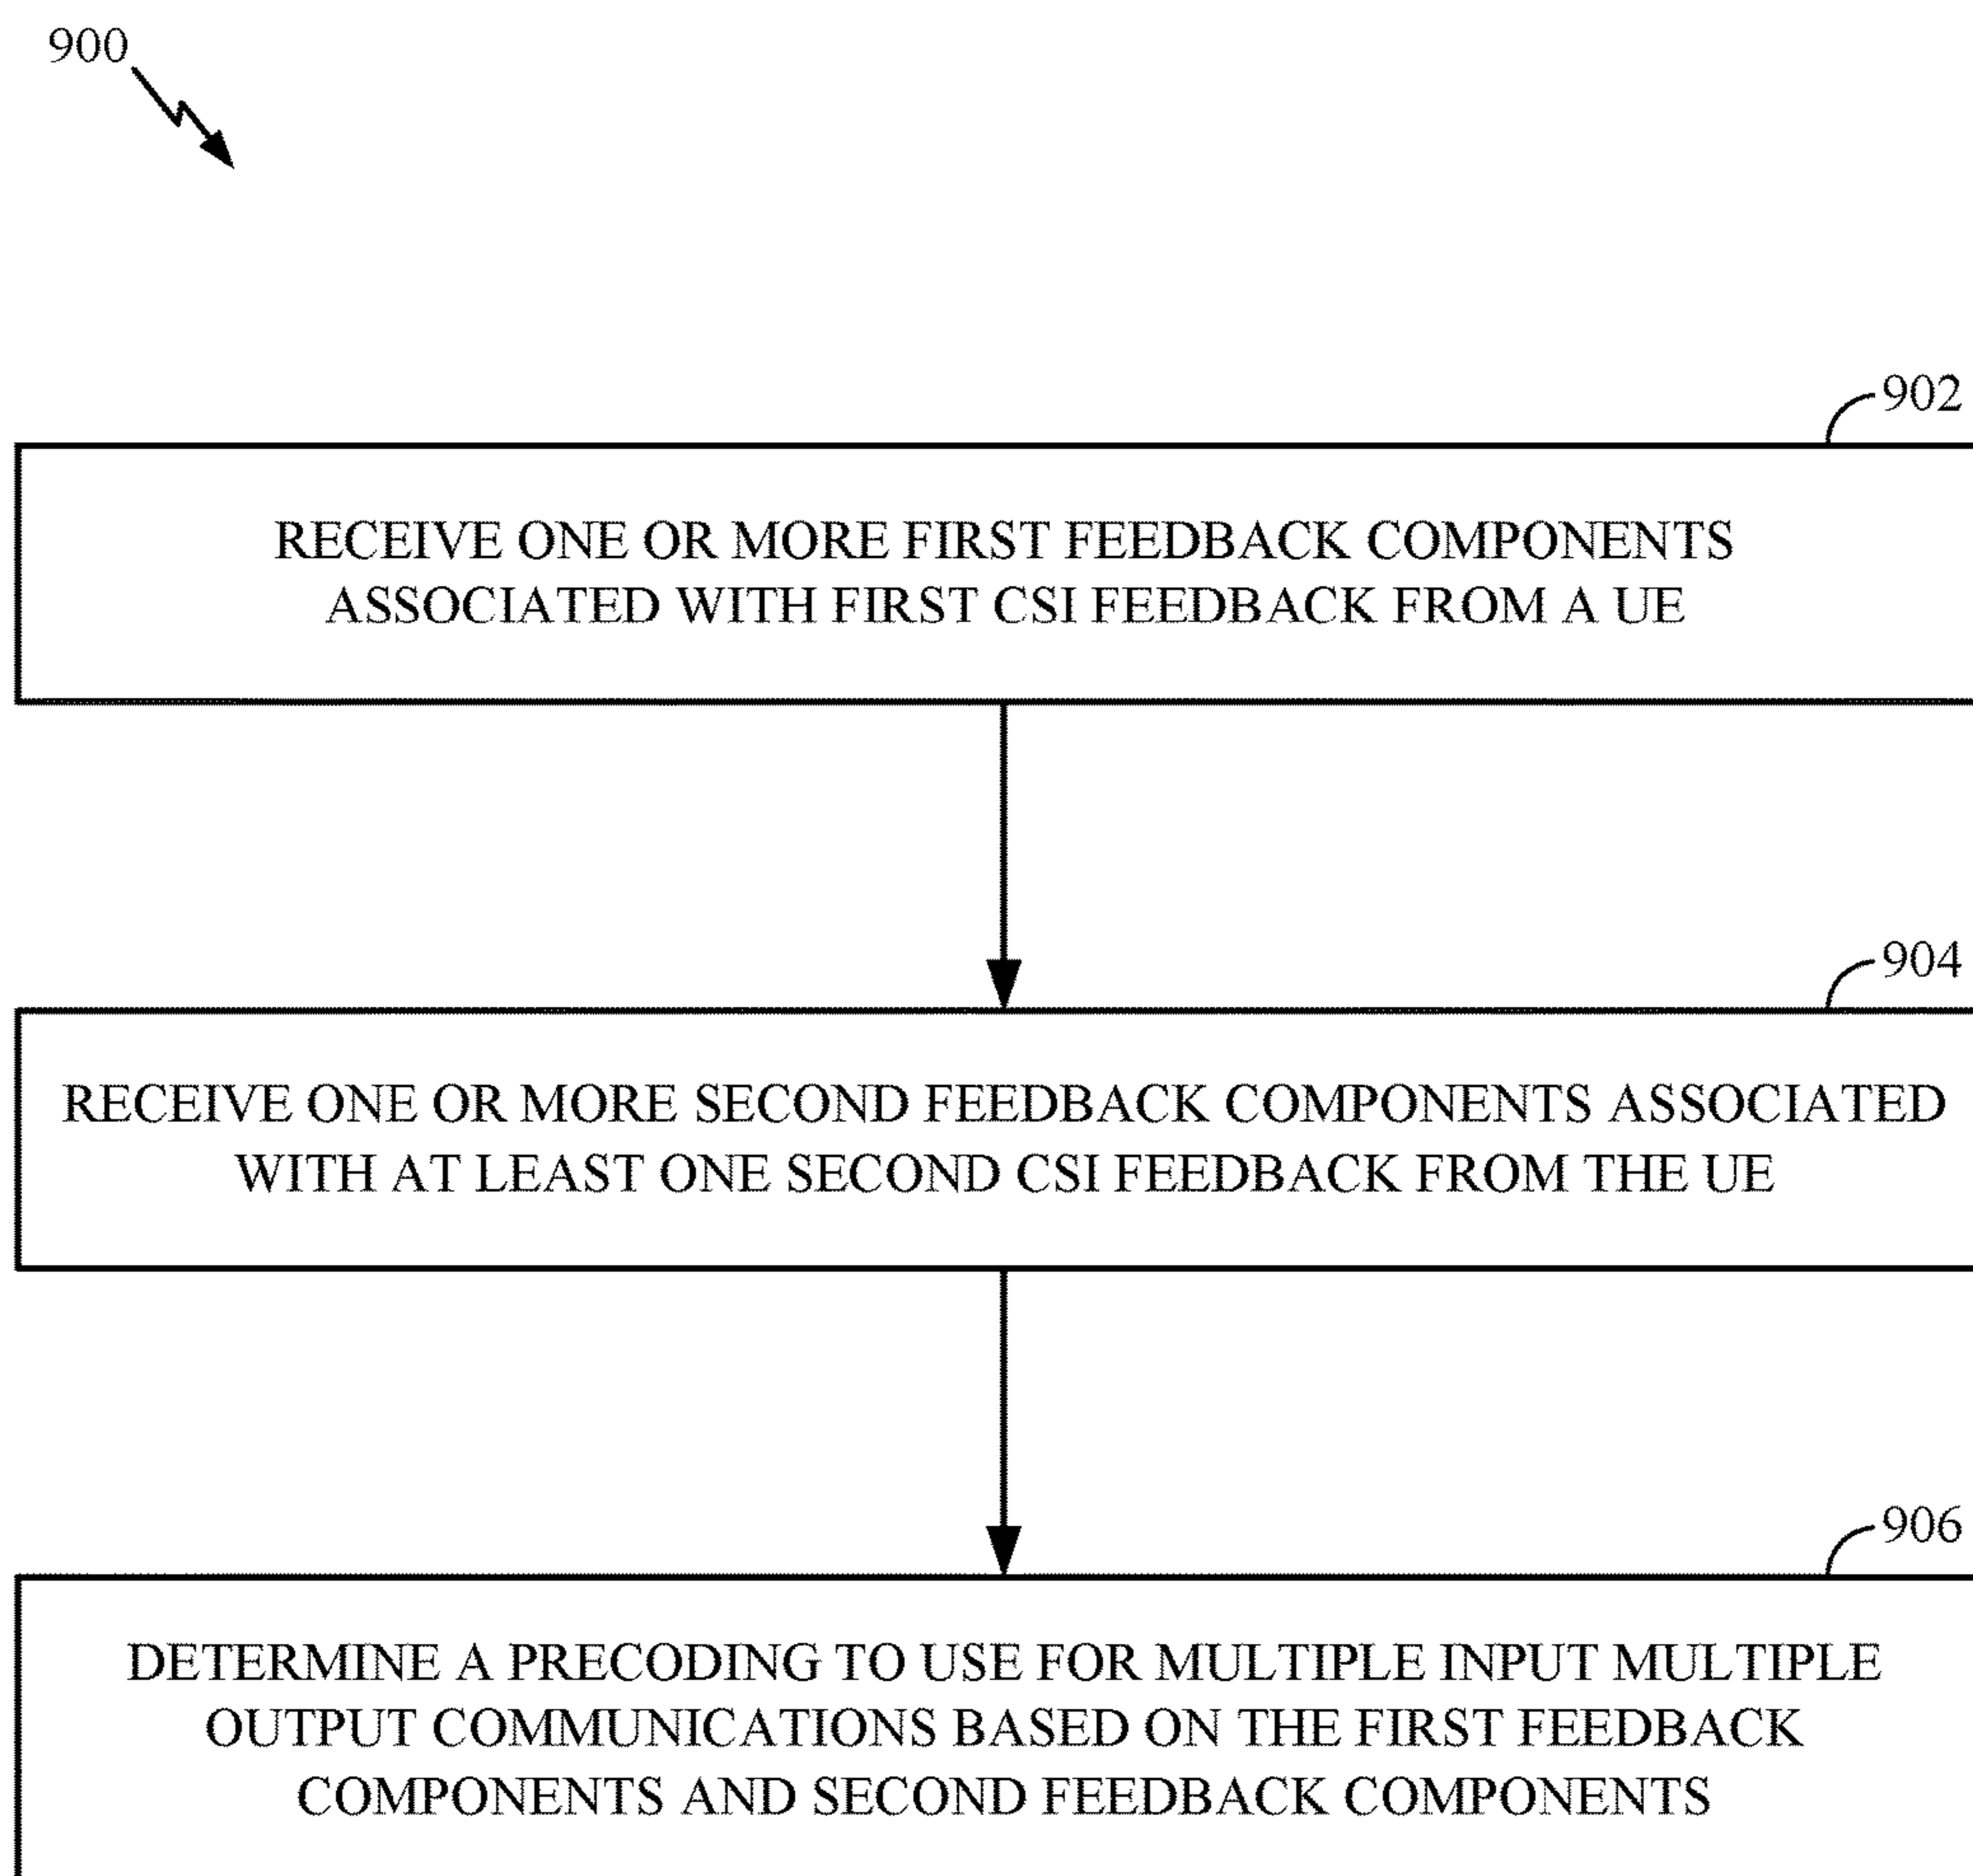 900
902
RECEIVE ONE OR MORE FIRST FEEDBACK COMPONENTS
ASSOCIATED WITH FIRST CSI FEEDBACK FROM A UE
904
RECEIVE ONE OR MORE SECOND FEEDBACK COMPONENTS ASSOCIATED
WITH AT LEAST ONE SECOND CSI FEEDBACK FROM THE UE
906
DETERMINE A PRECODING TO USE FOR MULTIPLE INPUT MULTIPLE
OUTPUT COMMUNICATIONS BASED ON THE FIRST FEEDBACK
COMPONENTS AND SECOND FEEDBACK COMPONENTS